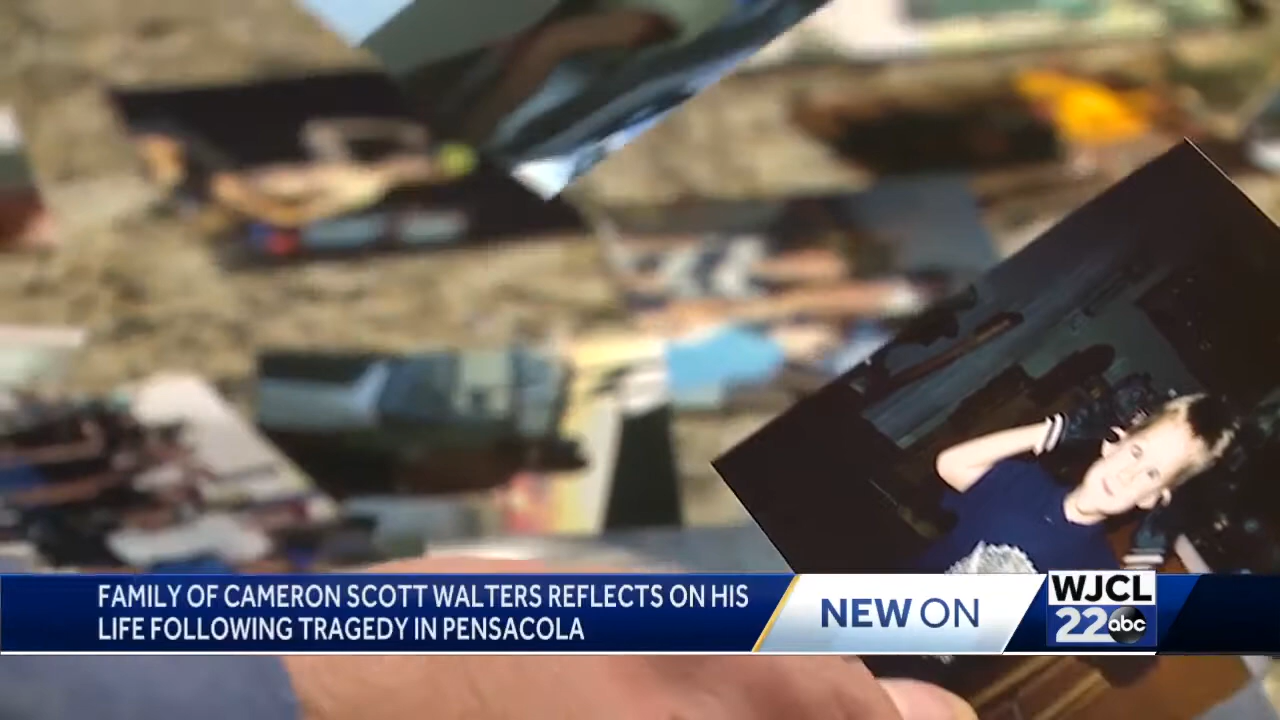 FAMILY OF CAMERON SCOTT WALTERS REFLECTS ON HIS
LIFE FOLLOWING TRAGEDY IN PENSACOLA
NEW ON
WJCL
22 abc